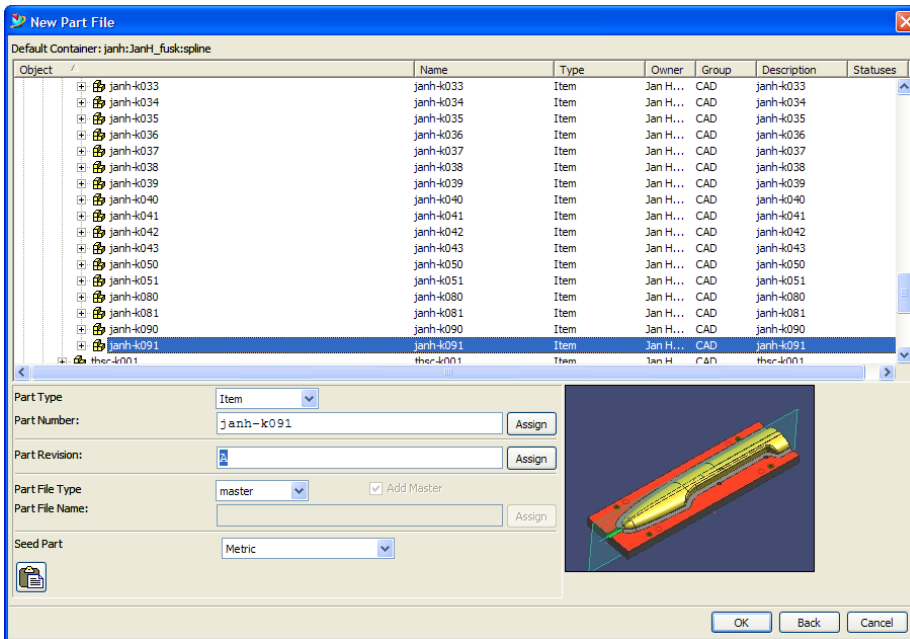 New Part File
Default Container: janh:JanH_fusk:spline
Object Name Type Owner Group Description Statuses
janh-k033 janh-k033 Item Jan H... CAD janh-k033
janh-k034 janh-k034 Item Jan H... CAD janh-k034
janh-k035 janh-k035 Item Jan H... CAD janh-k035
janh-k036 janh-k036 Item Jan H... CAD janh-k036
janh-k037 janh-k037 Item Jan H... CAD janh-k037
janh-k038 janh-k038 Item Jan H... CAD janh-k038
janh-k039 janh-k039 Item Jan H... CAD janh-k039
janh-k040 janh-k040 Item Jan H... CAD janh-k040
janh-k041 janh-k041 Item Jan H... CAD janh-k041
janh-k042 janh-k042 Item Jan H... CAD janh-k042
janh-k043 janh-k043 Item Jan H... CAD janh-k043
janh-k050 janh-k050 Item Jan H... CAD janh-k050
janh-k051 janh-k051 Item Jan H... CAD janh-k051
janh-k080 janh-k080 Item Jan H... CAD janh-k080
janh-k081 janh-k081 Item Jan H... CAD janh-k081
janh-k090 janh-k090 Item Jan H... CAD janh-k090
janh-k091 janh-k091 Item Jan H... CAD janh-k091
thsc-k001 thsc-k001 Item Jan H... CAD thsc-k001
Part Type Item
Part Number: janh-k091 Assign
Part Revision: A Assign
Part File Type master Add Master
Part File Name: Assign
Seed Part Metric
OK Back Cancel